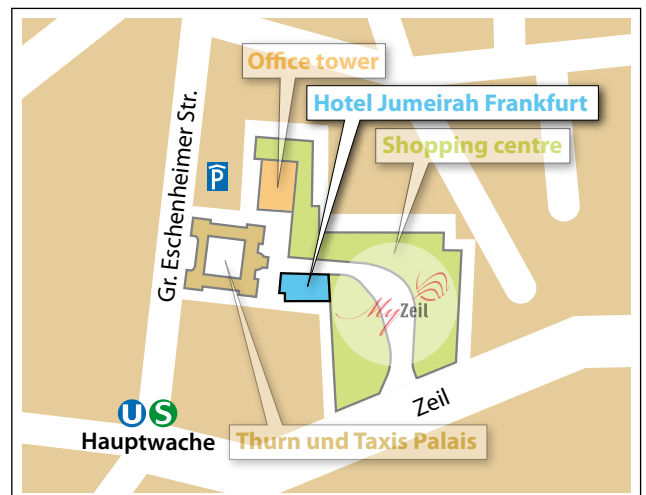 Office tower
Hotel Jumeirah Frankfurt
Shopping centre
Gr. Eschenheimer Str.
P
MyZeil
Zeil
U S
Hauptwache
Thurn und Taxis Palais